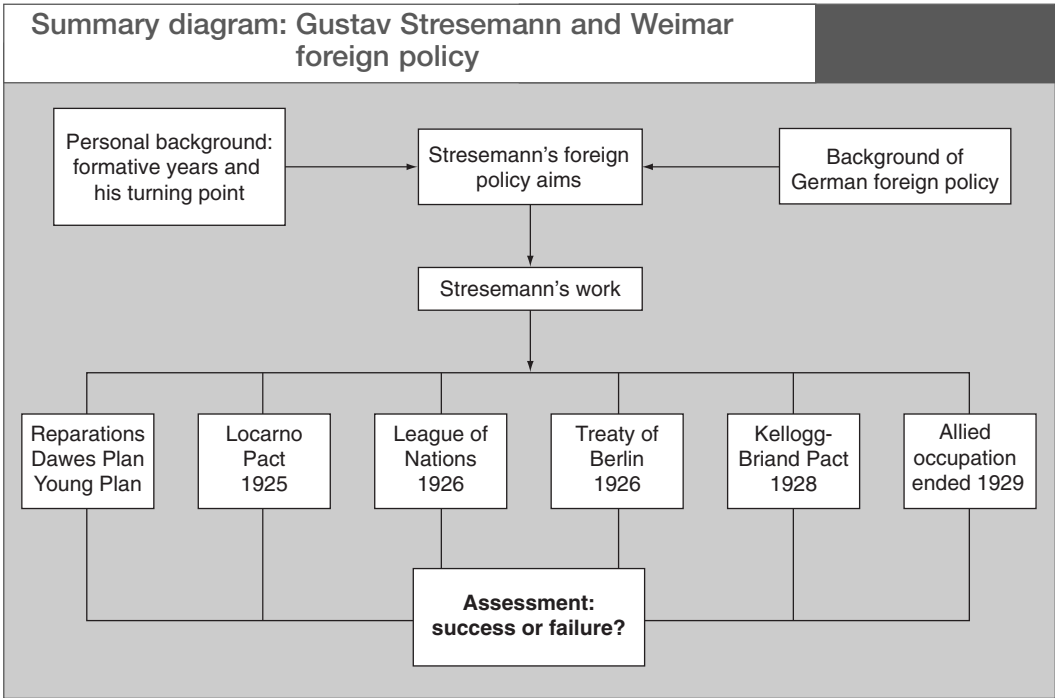 Summary diagram: Gustav Stresemann and Weimar
foreign policy
Personal background:
formative years and
his turning point
Stresemann's foreign
policy aims
Background of
German foreign policy
Stresemann's work
Reparations
Dawes Plan
Young Plan
Locarno
Pact
1925
League of
Nations
1926
Treaty of
Berlin
1926
Kellogg-
Briand Pact
1928
Allied
occupation
ended 1929
Assessment:
success or failure?